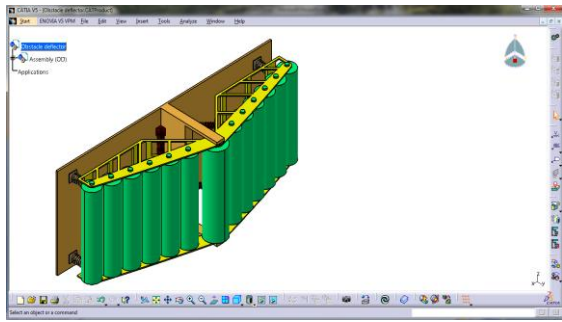 CATIA V5 - [Obstacle deflector.CATProduct]
Start ENOVIA V5 VPM File Edit View Insert Tools Analyze Window Help
Obstacle deflector
Assembly (OD)
Applications
Select an object or a command